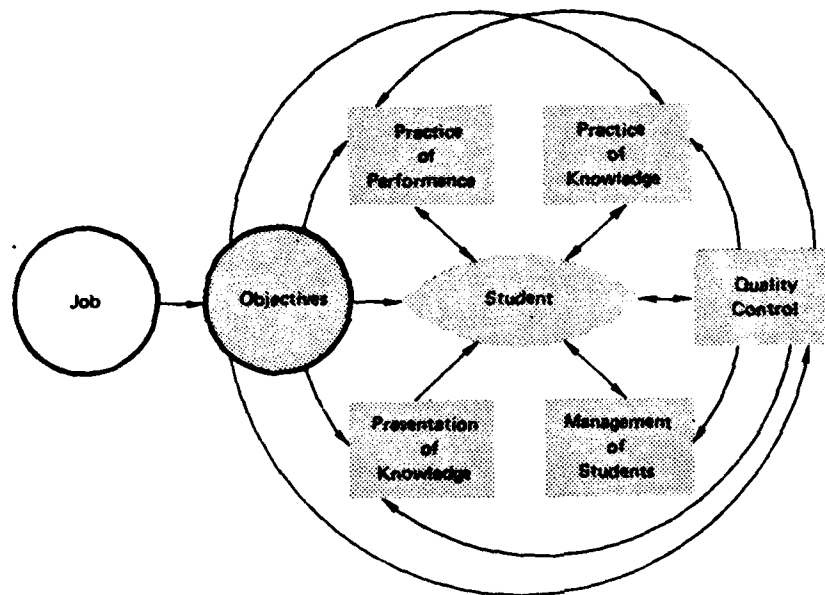 Practice
of
Performance
Practice
of
Knowledge
Job
Objectives
Student
Quality
Control
Presentation
of
Knowledge
Management
of
Students